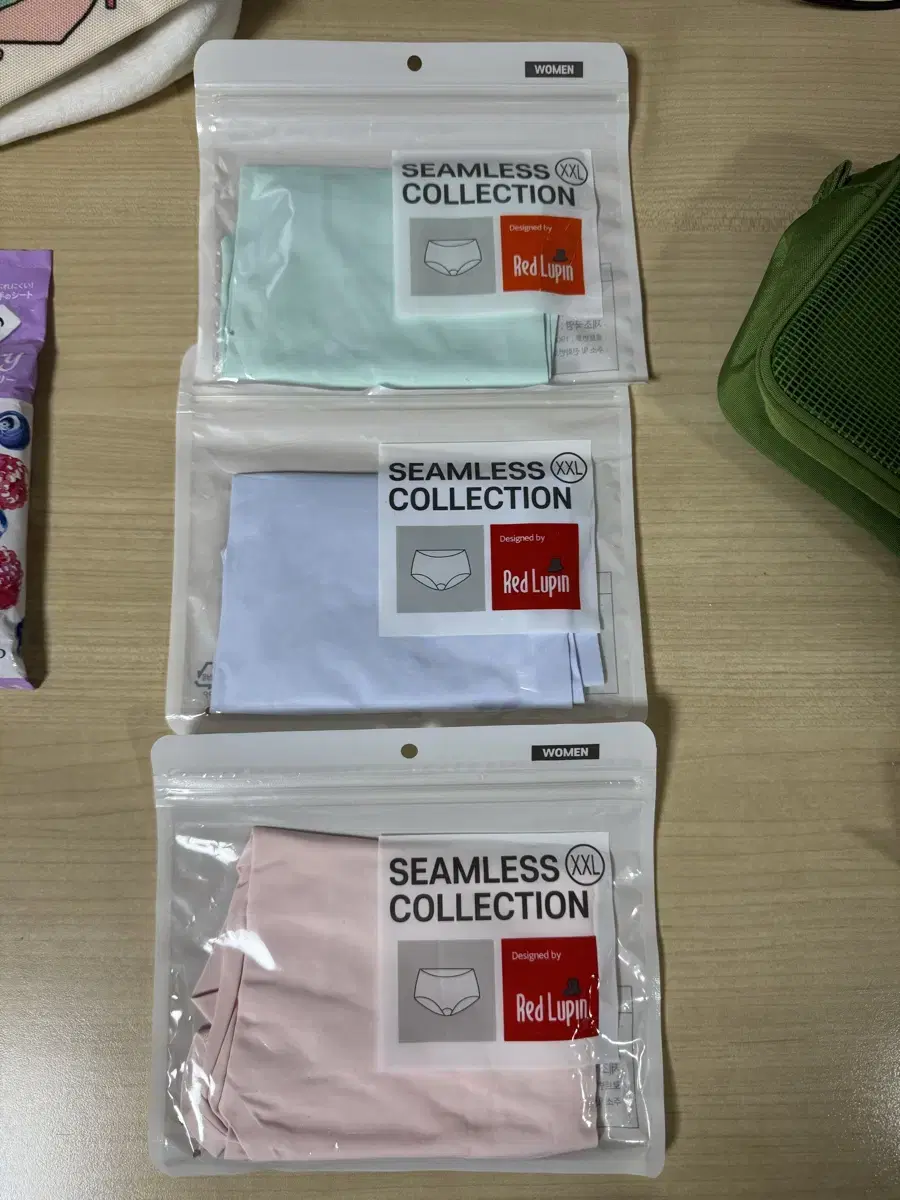 WOMEN
SEAMLESS XXL
COLLECTION
Designed by
Red Lupin
SEAMLESS XXL
COLLECTION
Designed by
Red Lupin
WOMEN
SEAMLESS XXL
COLLECTION
Designed by
Red Lupin